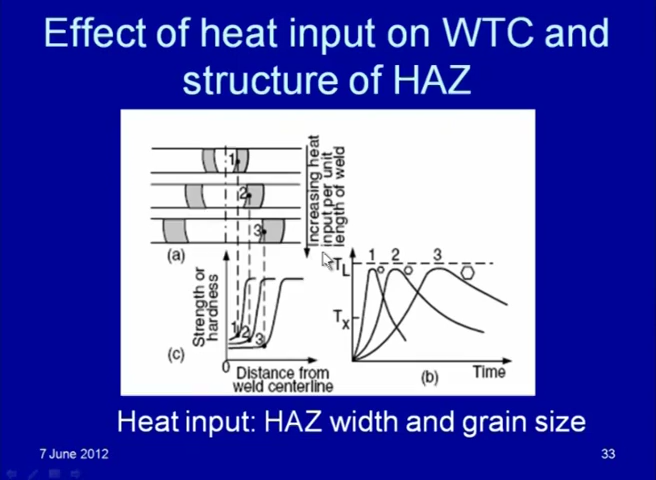 Effect of heat input on WTC and
structure of HAZ
1
2
3
(a)
Increasing heat
input per unit
length of weld
Strength or
hardness
1
2
3
(c)
0
Distance from
weld centerline
1 2 3
TL
Tx
Time
(b)
Heat input: HAZ width and grain size
7 June 2012
33